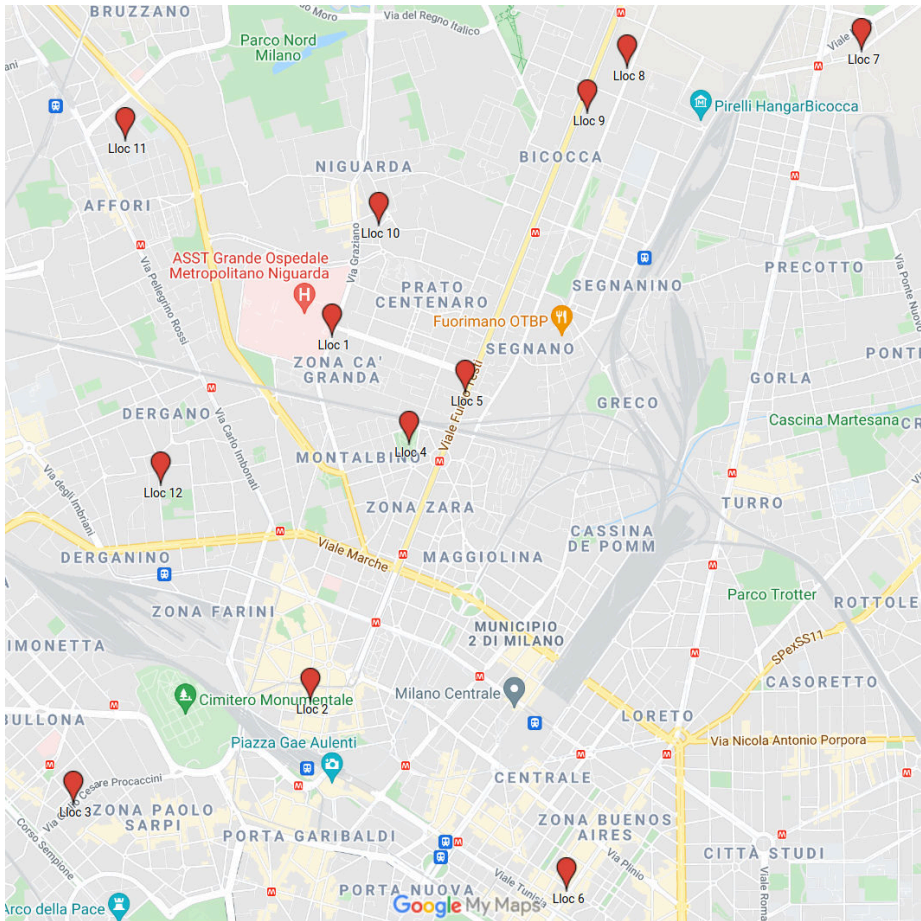 BRUZZANO
Moro
Via del Regno Italico
Parco Nord
Milano
Lloc 7
Lloc 8
Lloc 9
Pirelli HangarBicocca
Lloc 11
BICOCCA
NIGUARDA
AFFORI
Lloc 10
Via Graziano
ASST Grande Ospedale
Metropolitano Niguarda
Via Pellegrino Rossi
PRECOTTO
Via Ponte Nuovo
PRATO
CENTENARO
SEGNANINO
Fuorimano OTBP
Lloc 1
SEGNANO
ZONA CA'
GRANDA
GORLA
Lloc 5
GRECO
Viale Fulvio Testi
DERGANO
Cascina Martesana
Lloc 4
MONTALBINO
Via Carlo Imbonati
Via degli Imbriani
Lloc 12
TURRO
ZONA ZARA
CASSINA
DE POMM
DERGANINO
Viale Marche
MAGGIOLINA
Parco Trotter
ROTTOLE
ZONA FARINI
MUNICIPIO
2 DI MILANO
SPexSS11
IMONETTA
CASORETTO
Cimitero Monumentale
Milano Centrale
Lloc 2
BULLONA
LORETO
Piazza Gae Aulenti
Via Nicola Antonio Porpora
CENTRALE
Cesare Procaccini
Lloc 3
ZONA PAOLO
SARPI
ZONA BUENOS
AIRES
PORTA GARIBALDI
Corso Sempione
Via Plinio
CITTÀ STUDI
Viale Tunisia
PORTA NUOVA
Lloc 6
Arco della Pace
Google My Maps